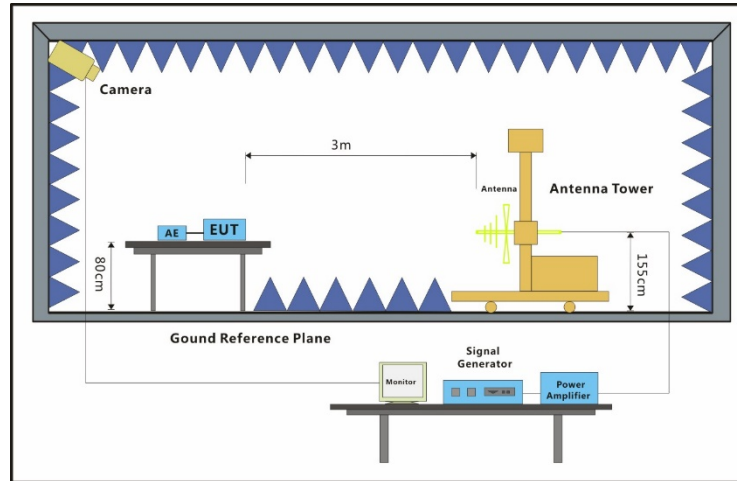 Camera
3m
Antenna
Antenna Tower
AE
EUT
80cm
155cm
Gound Reference Plane
Signal
Generator
Monitor
Power
Amplifier